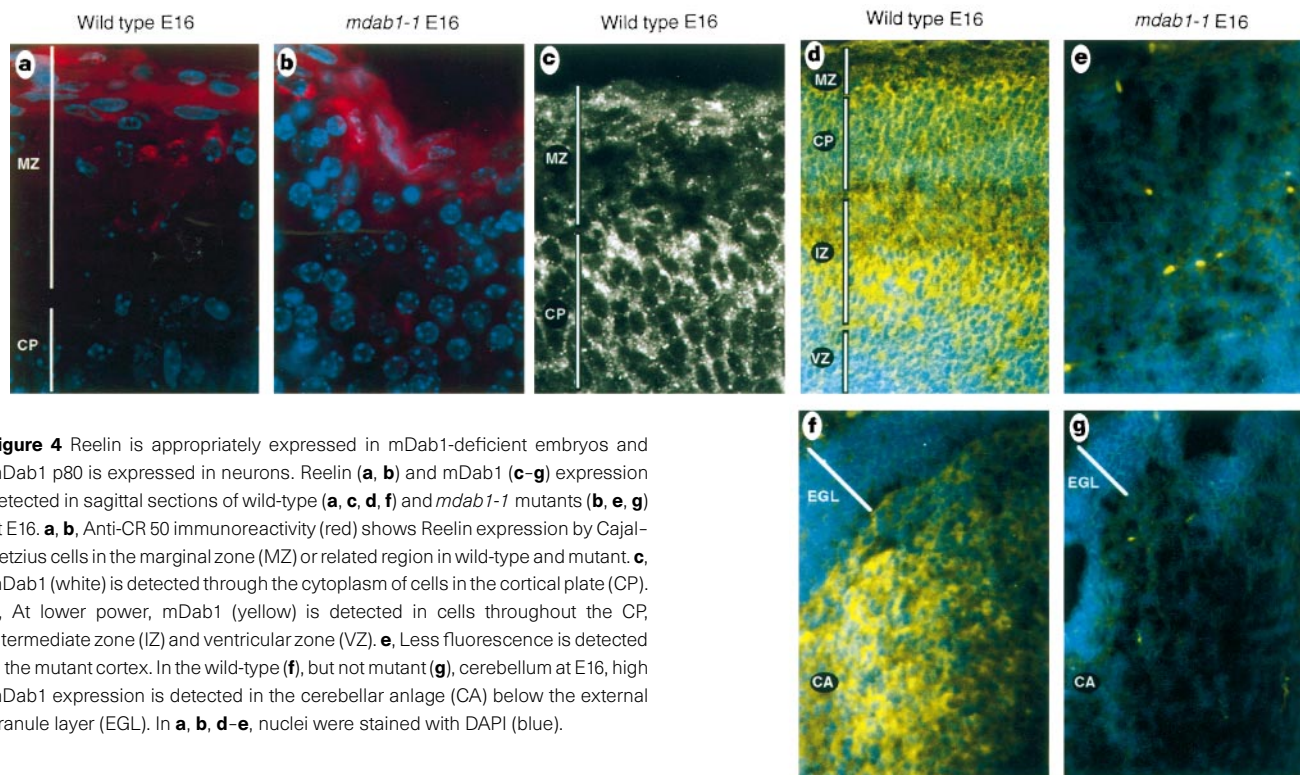 Wild type E16
mdab1-1 E16
Wild type E16
Wild type E16
mdab1-1 E16
a
MZ
CP
b
c
MZ
CP
d
MZ
CP
IZ
VZ
e
f
EGL
CA
g
EGL
CA
igure 4 Reelin is appropriately expressed in mDab1-deficient embryos and
Dab1 p80 is expressed in neurons. Reelin (a, b) and mDab1 (c–g) expression
etected in sagittal sections of wild-type (a, c, d, f) and mdab1-1 mutants (b, e, g)
t E16. a, b, Anti-CR 50 immunoreactivity (red) shows Reelin expression by Cajal–
etzius cells in the marginal zone (MZ) or related region in wild-type and mutant. c,
Dab1 (white) is detected through the cytoplasm of cells in the cortical plate (CP).
, At lower power, mDab1 (yellow) is detected in cells throughout the CP,
termediate zone (IZ) and ventricular zone (VZ). e, Less fluorescence is detected
the mutant cortex. In the wild-type (f), but not mutant (g), cerebellum at E16, high
Dab1 expression is detected in the cerebellar anlage (CA) below the external
ranule layer (EGL). In a, b, d–e, nuclei were stained with DAPI (blue).